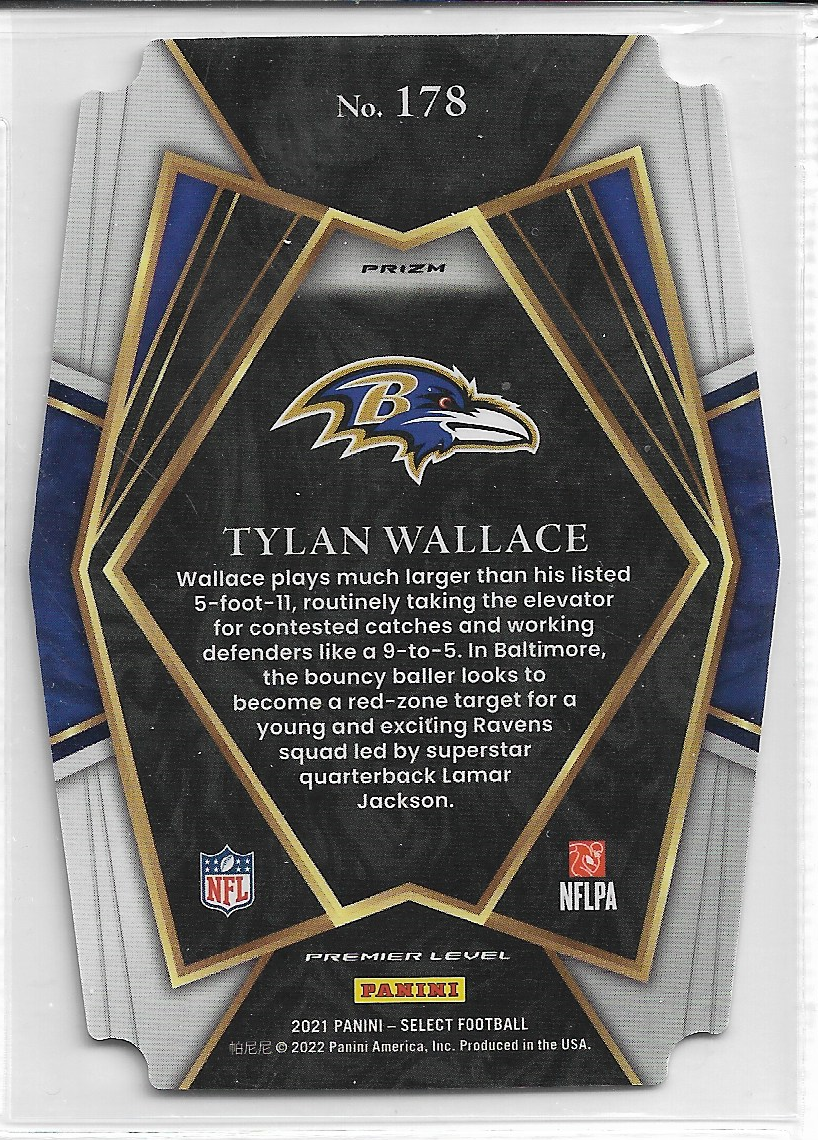 No. 178
PRIZM
B
TYLAN WALLACE
Wallace plays much larger than his listed
5-foot-11, routinely taking the elevator
for contested catches and working
defenders like a 9-to-5. In Baltimore,
the bouncy baller looks to
become a red-zone target for a
young and exciting Ravens
squad led by superstar
quarterback Lamar
Jackson.
NFL
NFLPA
PREMIER LEVEL
PANINI
2021 PANINI – SELECT FOOTBALL
帕尼尼 © 2022 Panini America, Inc. Produced in the USA.